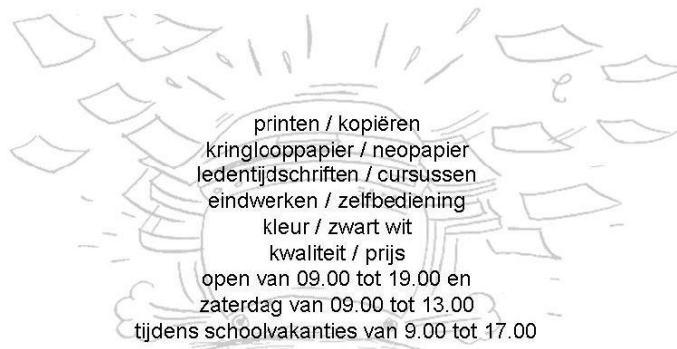 printen / kopiëren
kringlooppapier / neopapier
ledentijdschriften / cursussen
eindwerken / zelfbediening
kleur / zwart wit
kwaliteit / prijs
open van 09.00 tot 19.00 en
zaterdag van 09.00 tot 13.00
tijdens schoolvakanties van 9.00 tot 17.00